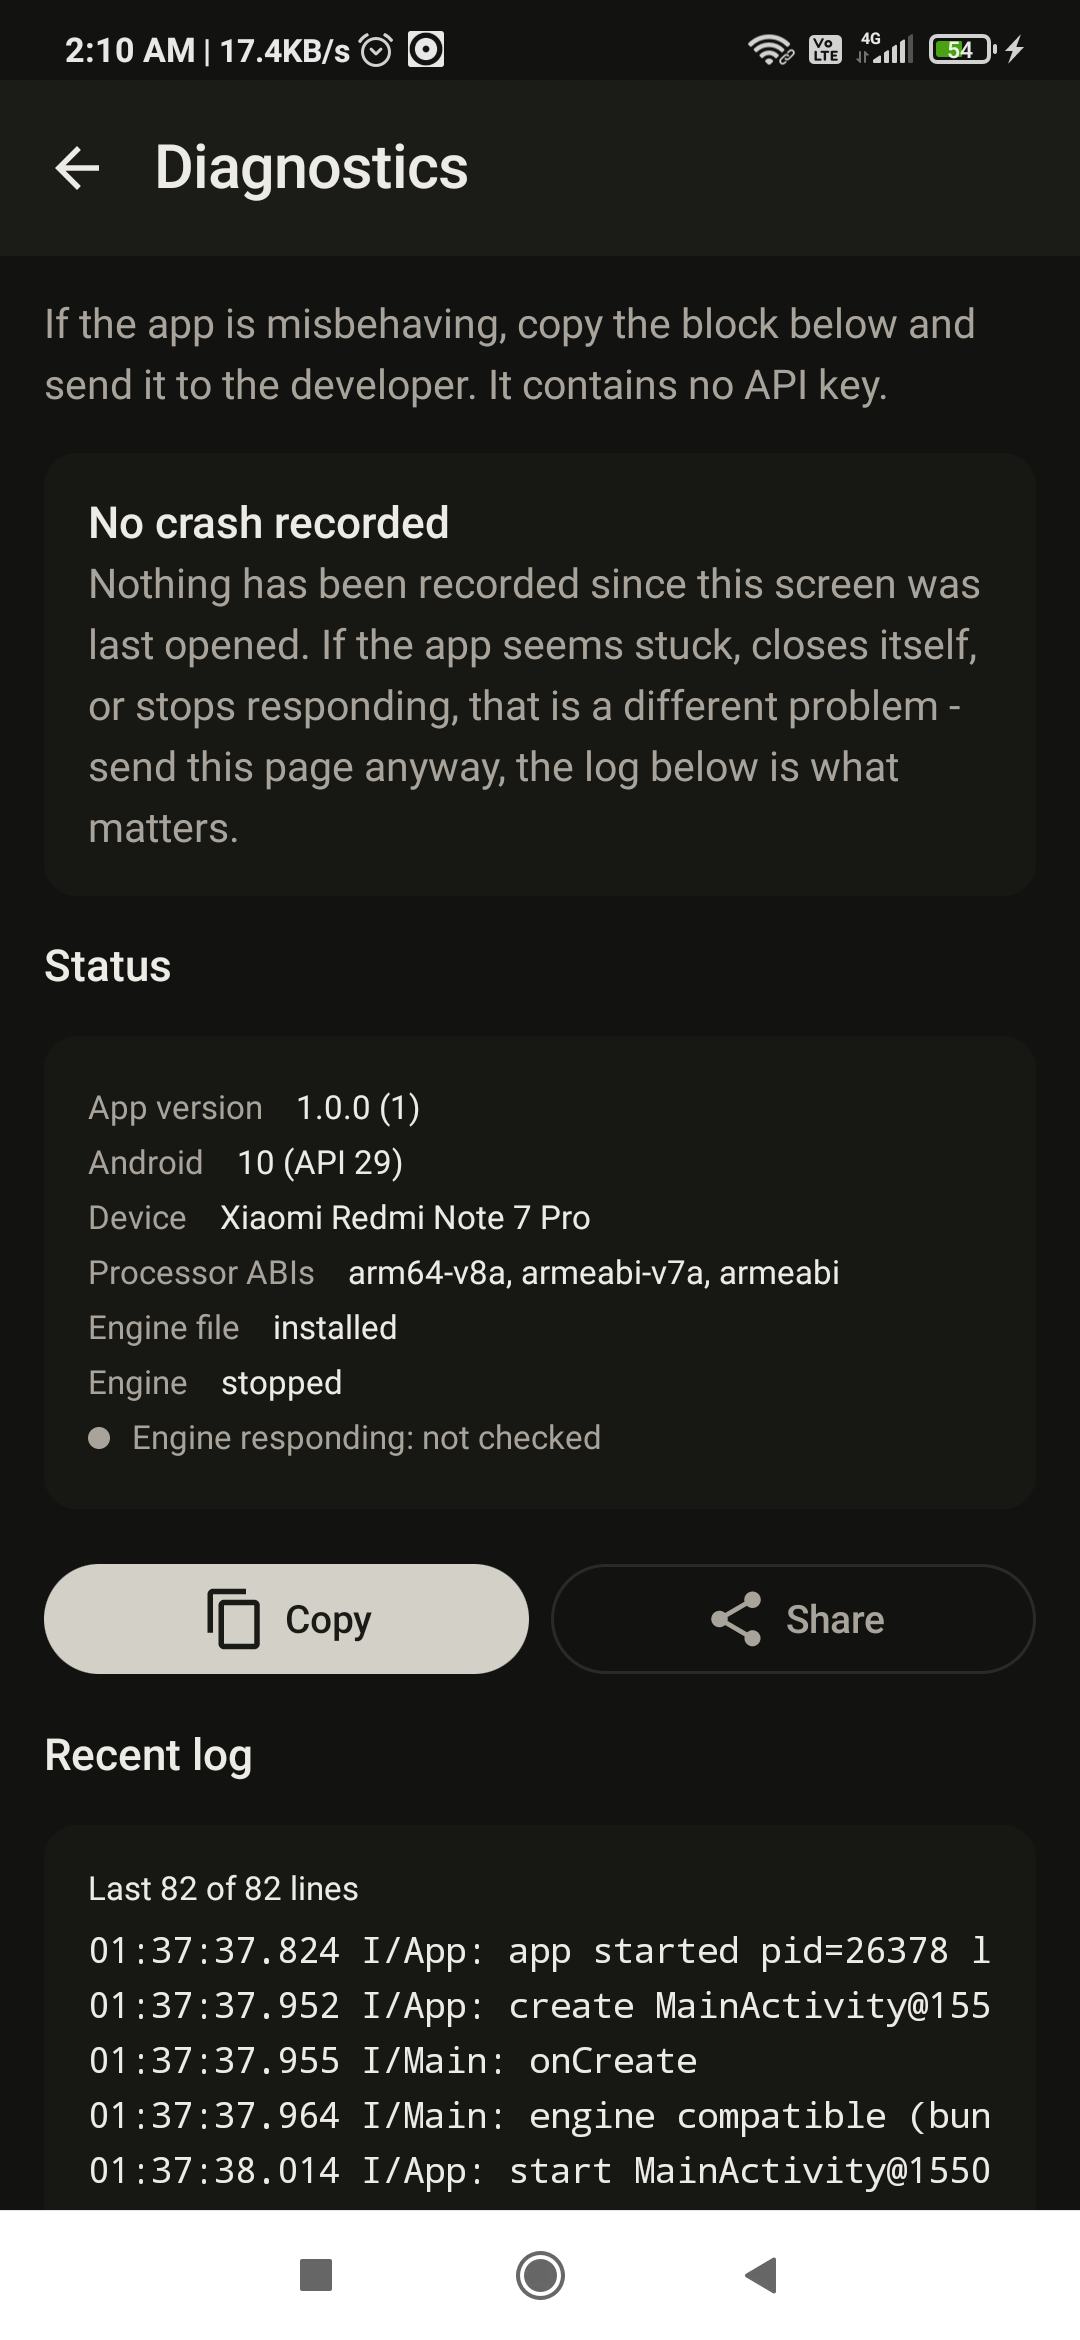 2:10 AM | 17.4KB/s
Vo LTE
4G
54
Diagnostics
If the app is misbehaving, copy the block below and
send it to the developer. It contains no API key.
No crash recorded
Nothing has been recorded since this screen was
last opened. If the app seems stuck, closes itself,
or stops responding, that is a different problem -
send this page anyway, the log below is what
matters.
Status
App version 1.0.0 (1)
Android 10 (API 29)
Device Xiaomi Redmi Note 7 Pro
Processor ABIs arm64-v8a, armeabi-v7a, armeabi
Engine file installed
Engine stopped
Engine responding: not checked
Copy
Share
Recent log
Last 82 of 82 lines
01:37:37.824 I/App: app started pid=26378 l
01:37:37.952 I/App: create MainActivity@155
01:37:37.955 I/Main: onCreate
01:37:37.964 I/Main: engine compatible (bun
01:37:38.014 I/App: start MainActivity@1550